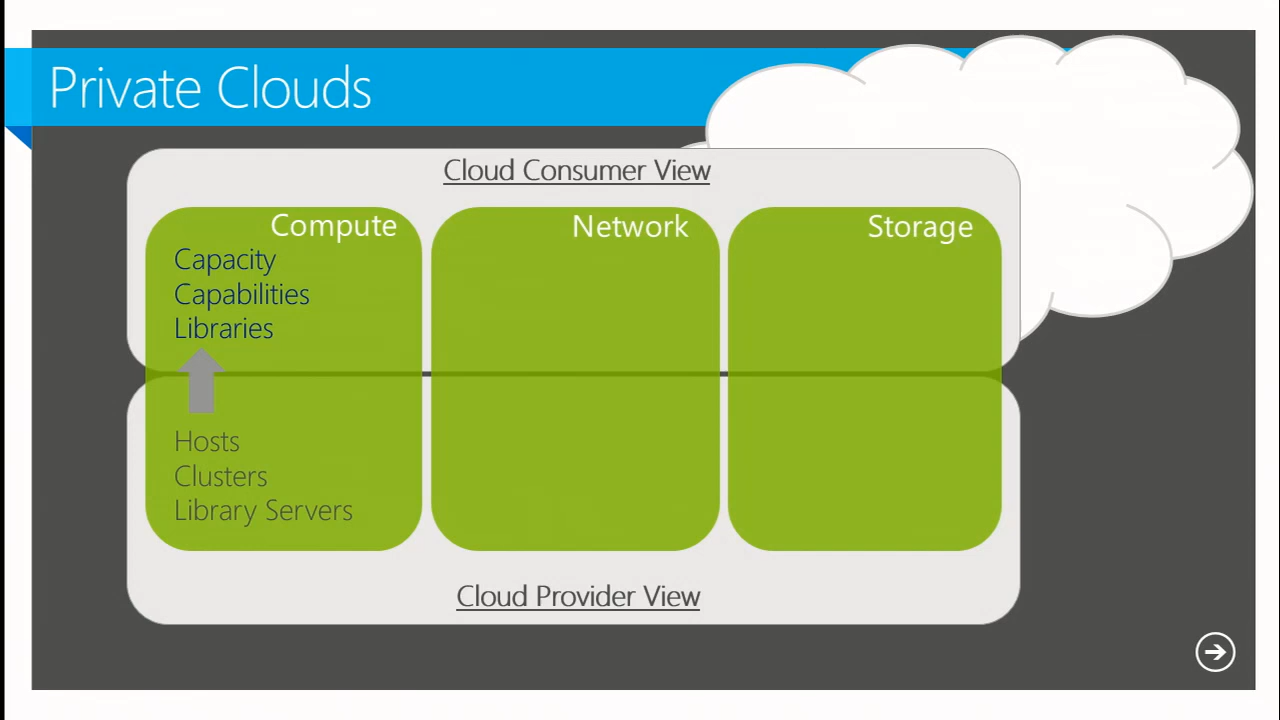 Private Clouds
Cloud Consumer View
Compute
Network
Storage
Capacity
Capabilities
Libraries
Hosts
Clusters
Library Servers
Cloud Provider View